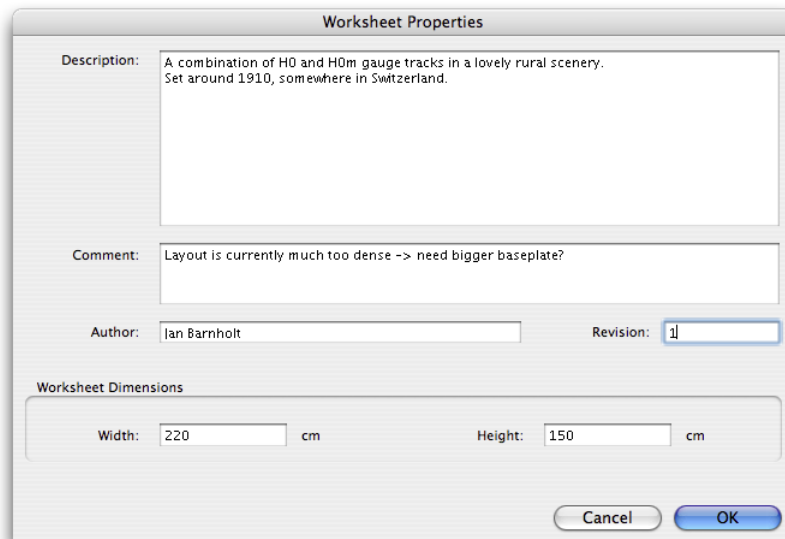 Worksheet Properties
Description:
A combination of H0 and H0m gauge tracks in a lovely rural scenery.
Set around 1910, somewhere in Switzerland.
Comment:
Layout is currently much too dense -> need bigger baseplate?
Author:
Jan Barnholt
Revision:
1
Worksheet Dimensions
Width:
220
cm
Height:
150
cm
Cancel
OK